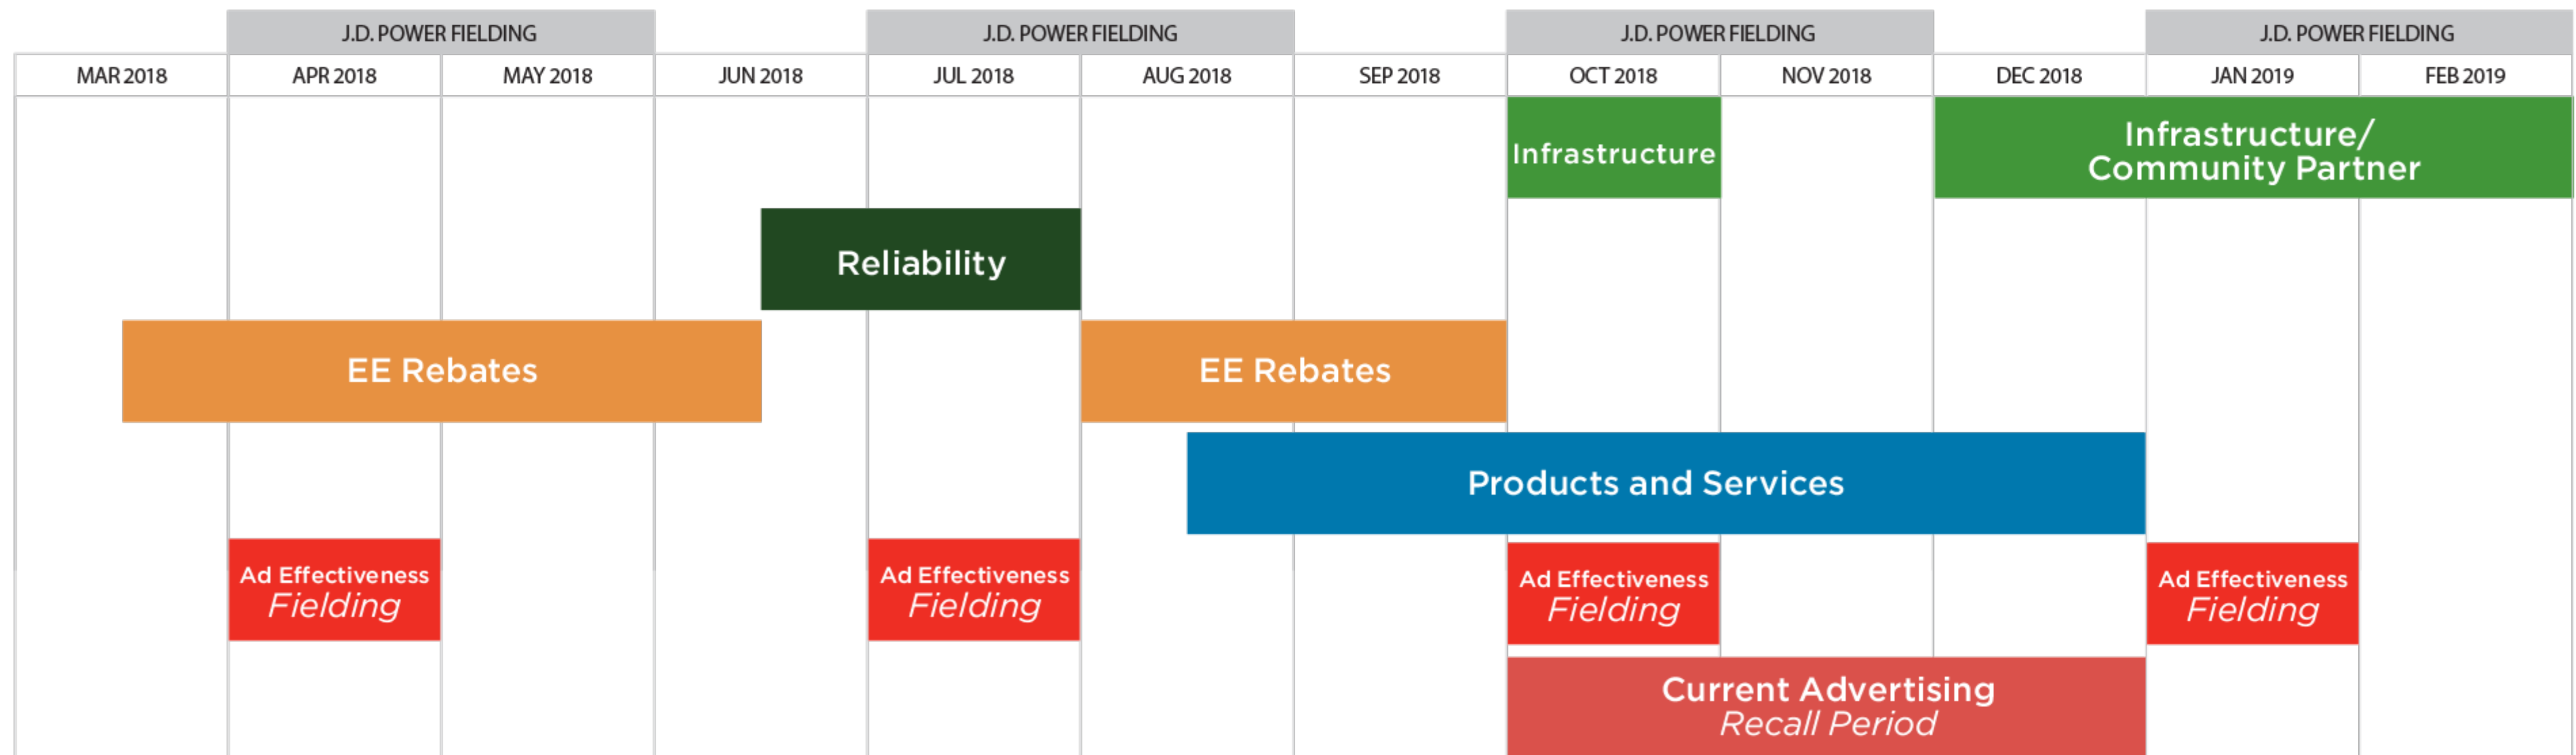 J.D. POWER FIELDING J.D. POWER FIELDING J.D. POWER FIELDING J.D. POWER FIELDING
MAR 2018 APR 2018 MAY 2018 JUN 2018 JUL 2018 AUG 2018 SEP 2018 OCT 2018 NOV 2018 DEC 2018 JAN 2019 FEB 2019
Infrastructure
Infrastructure/
Community Partner
Reliability
EE Rebates EE Rebates
Products and Services
Ad Effectiveness Ad Effectiveness Ad Effectiveness Ad Effectiveness
Fielding Fielding Fielding Fielding
Current Advertising
Recall Period